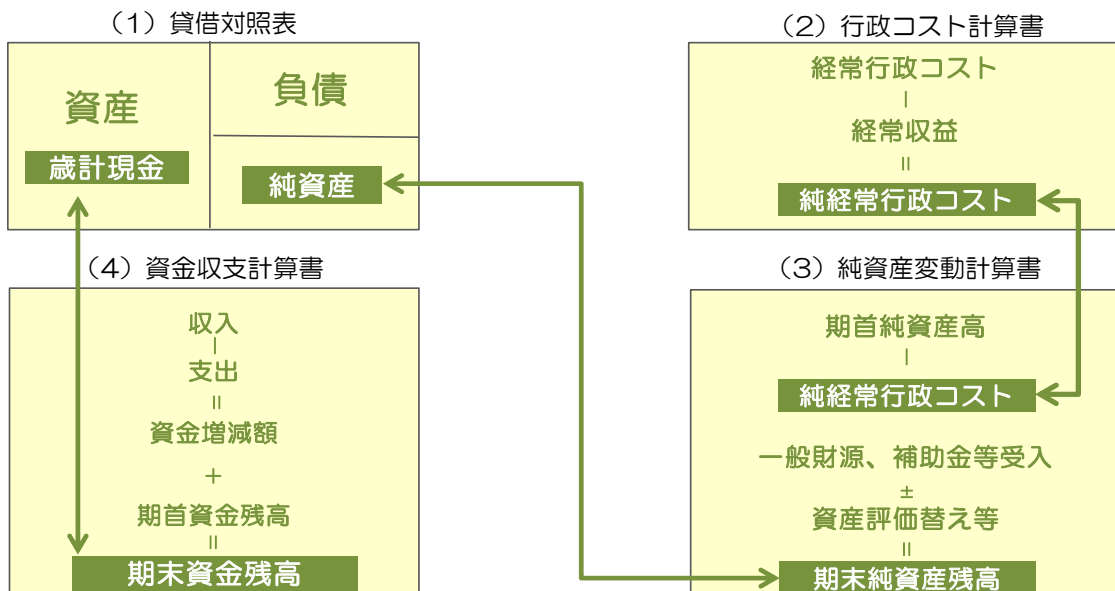 （1）貸借対照表
資産
歳計現金
負債
純資産
（2）行政コスト計算書
経常行政コスト
－
経常収益
＝
純経常行政コスト
（4）資金収支計算書
収入
－
支出
＝
資金増減額
＋
期首資金残高
＝
期末資金残高
（3）純資産変動計算書
期首純資産高
－
純経常行政コスト
一般財源、補助金等受入
±
資産評価替え等
＝
期末純資産残高